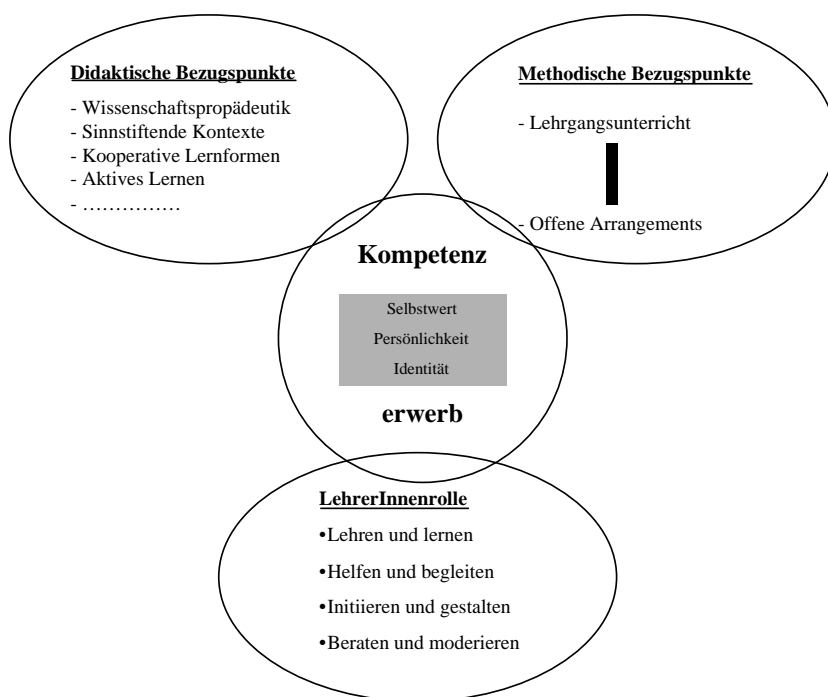 Didaktische Bezugspunkte
- Wissenschaftspropädeutik
- Sinnstiftende Kontexte
- Kooperative Lernformen
- Aktives Lernen
- ……………
Methodische Bezugspunkte
- Lehrgangsunterricht
- Offene Arrangements
Kompetenz
Selbstwert
Persönlichkeit
Identität
erwerb
LehrerInnenrolle
•Lehren und lernen
•Helfen und begleiten
•Initiieren und gestalten
•Beraten und moderieren